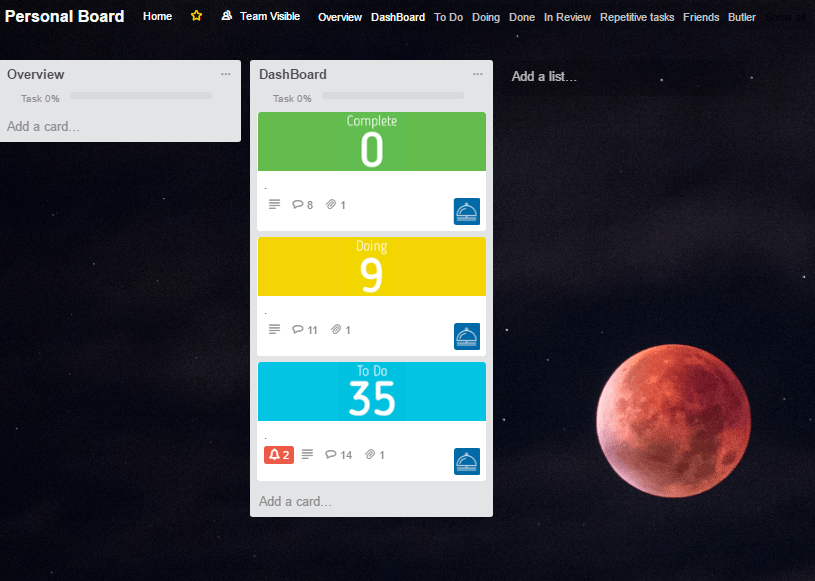 Personal Board Home Team Visible Overview DashBoard To Do Doing Done In Review Repetitive tasks Friends Butler Show all
Overview ...
Task 0%
Add a card...
DashBoard ...
Task 0%
Complete
0
.
8 1
Doing
9
.
11 1
To Do
35
.
2 14 1
Add a card...
Add a list...